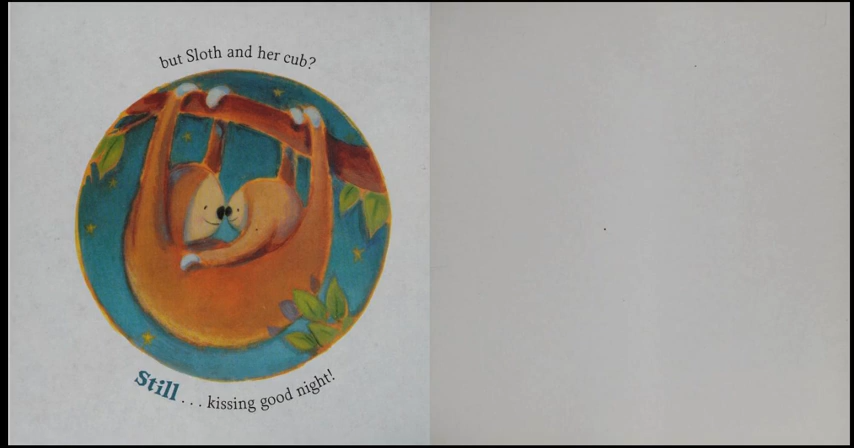 but Sloth and her cub?
Still . . . kissing good night!